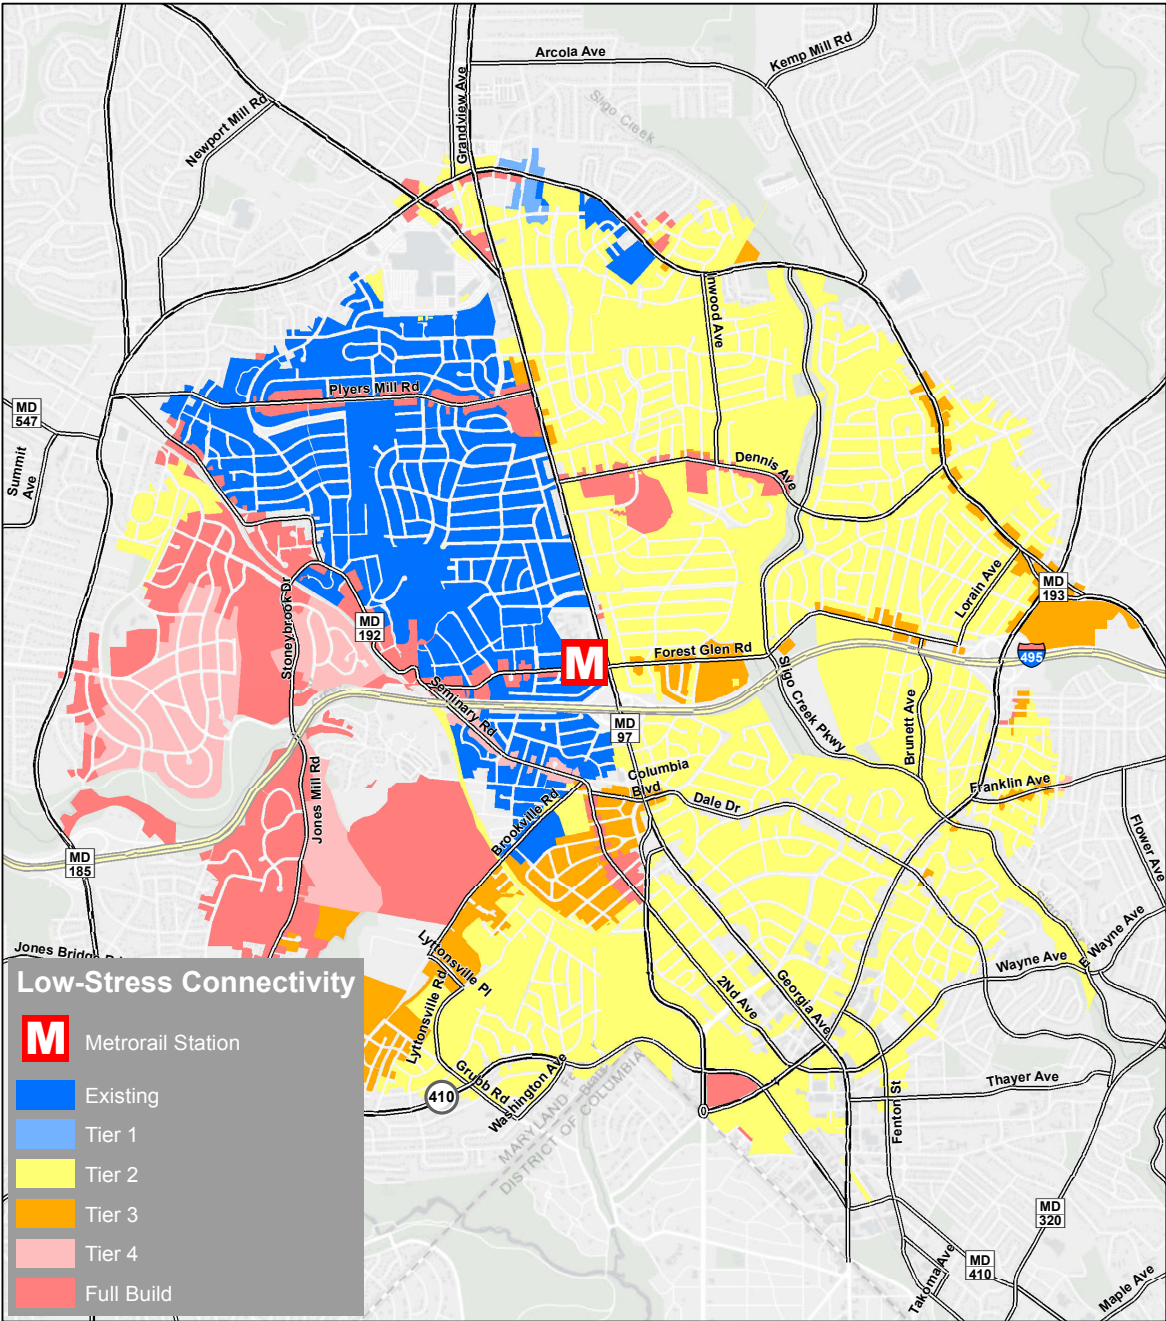 Arcola Ave
Kemp Mill Rd
Grandview Ave
Newport Mill Rd
Sligo Creek
Inwood Ave
Plyers Mill Rd
MD
547
Summit
Ave
Dennis Ave
Stoneybrook Dr
MD
192
Lorain Ave
MD
193
M
Forest Glen Rd
495
Seminary Rd
Sligo Creek Pkwy
MD
97
Brunett Ave
Columbia
Blvd
Dale Dr
Jones Mill Rd
Brookville Rd
Franklin Ave
Flower Ave
MD
185
Lyttonsville Pl
E Wayne Ave
Wayne Ave
Jones Bridge
Lyttonsville Rd
2Nd Ave
Georgia Ave
Grubb Rd
Washington Ave
410
Thayer Ave
Fenton St
MARYLAND
DISTRICT OF COLUMBIA
MD
320
MD
410
Takoma Ave
Maple Ave
Low-Stress Connectivity
M
Metrorail Station
Existing
Tier 1
Tier 2
Tier 3
Tier 4
Full Build